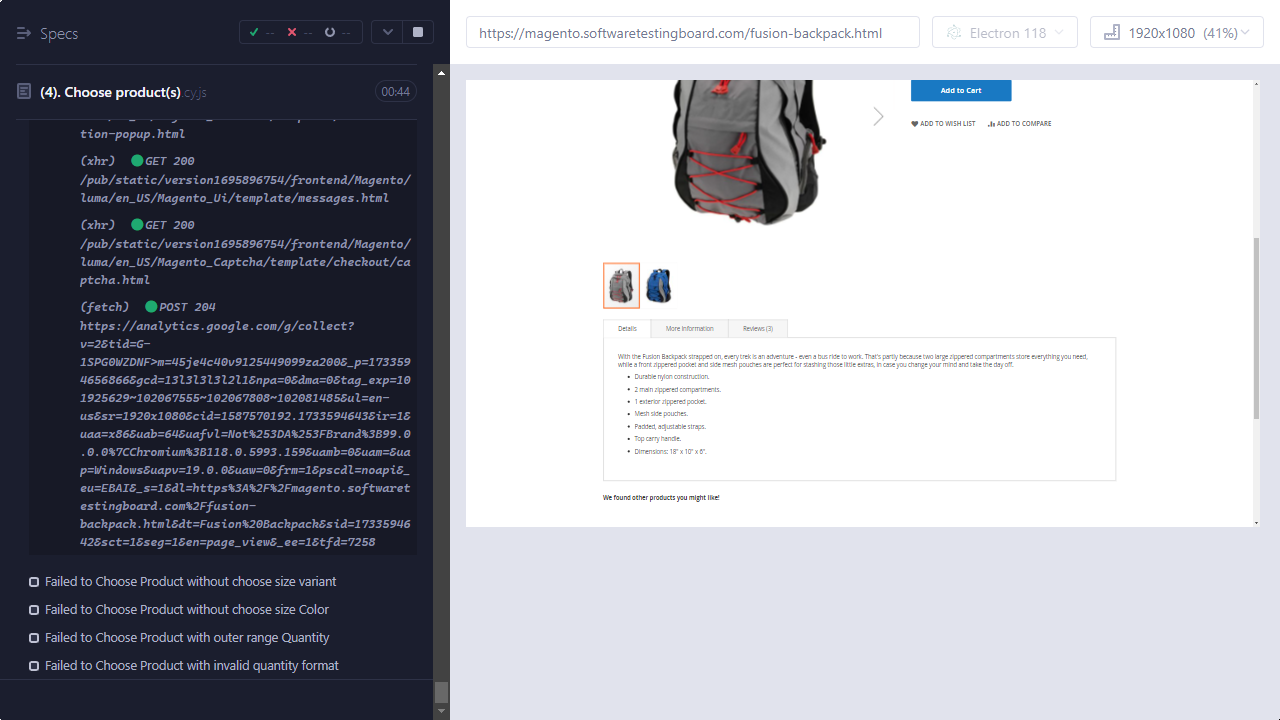 Specs
--
--
--
(4). Choose product(s).cy.js
00:44
tion-popup.html
(xhr) GET 200
/pub/static/version1695896754/frontend/Magento/
luma/en_US/Magento_Ui/template/messages.html
(xhr) GET 200
/pub/static/version1695896754/frontend/Magento/
luma/en_US/Magento_Captcha/template/checkout/ca
ptcha.html
(fetch) POST 204
https://analytics.google.com/g/collect?
v=2&tid=G-
1SPG0WZDNF>m=45je4c40v9125449099za200&_p=173359
4656866&gcd=13l3l3l3l2l1&npa=0&dma=0&tag_exp=10
1925629~102067555~102067808~102081485&ul=en-
us&sr=1920x1080&cid=1587570192.1733594643&ir=1&
uaa=x86&uab=64&uafvl=Not%253DA%253FBrand%3B99.0
.0.0%7CChromium%3B118.0.5993.159&uamb=0&uam=&ua
p=Windows&uapv=19.0.0&uaw=0&frm=1&pscdl=noapi&_
eu=EBAI&_s=1&dl=https%3A%2F%2Fmagento.softwaret
estingboard.com%2Ffusion-
backpack.html&dt=Fusion%20Backpack&sid=17335946
42&sct=1&seg=1&en=page_view&_ee=1&tfd=7258
Failed to Choose Product without choose size variant
Failed to Choose Product without choose size Color
Failed to Choose Product with outer range Quantity
Failed to Choose Product with invalid quantity format
https://magento.softwaretestingboard.com/fusion-backpack.html
Electron 118
1920x1080 (41%)
Add to Cart
ADD TO WISH LIST
ADD TO COMPARE
Details
More Information
Reviews (3)
With the Fusion Backpack strapped on, every trek is an adventure - even a bus ride to work. That's partly because two large zippered compartments store everything you need,
while a front zippered pocket and side mesh pouches are perfect for stashing those little extras, in case you change your mind and take the day off.
• Durable nylon construction.
• 2 main zippered compartments.
• 1 exterior zippered pocket.
• Mesh side pouches.
• Padded, adjustable straps.
• Top carry handle.
• Dimensions: 18" x 10" x 6".
We found other products you might like!